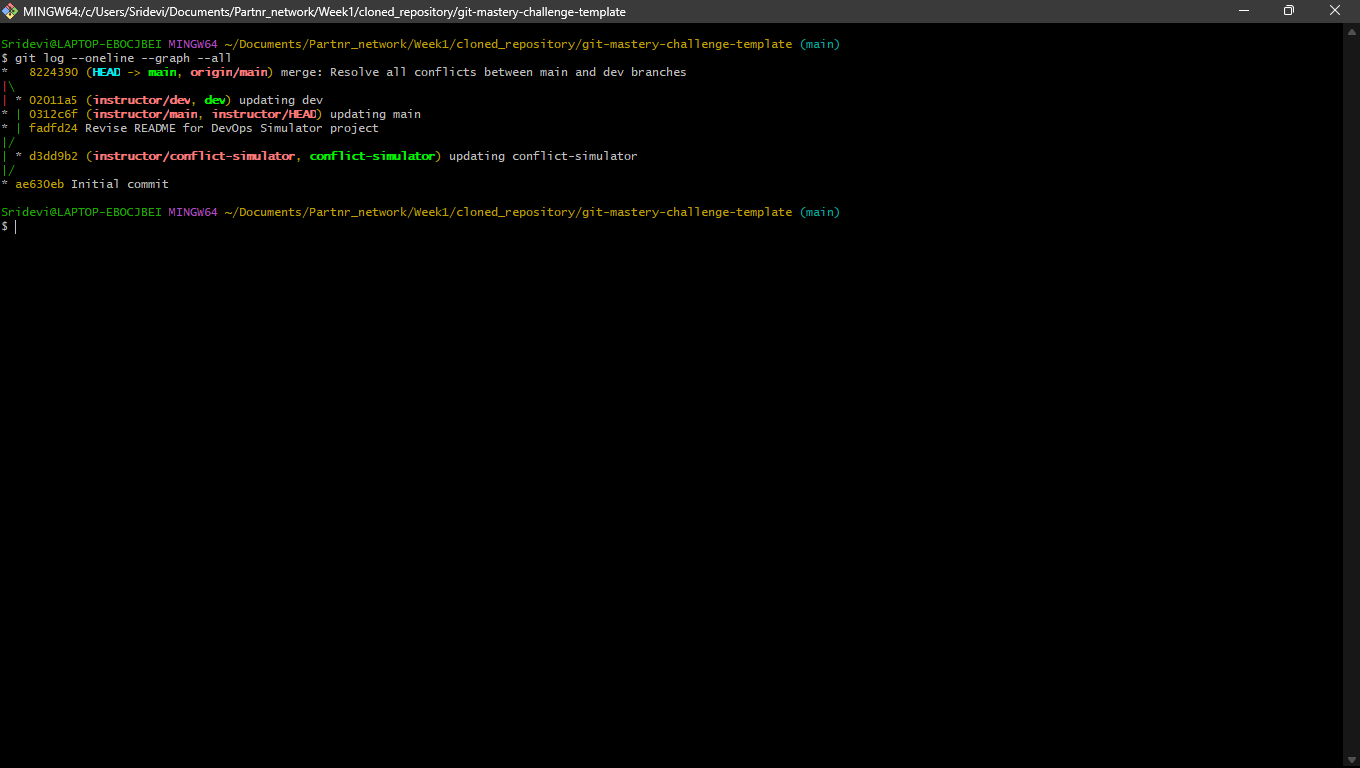 MINGW64:/c/Users/Sridevi/Documents/Partnr_network/Week1/cloned_repository/git-mastery-challenge-template
Sridevi@LAPTOP-EBOCJBEI MINGW64 ~/Documents/Partnr_network/Week1/cloned_repository/git-mastery-challenge-template (main)
$ git log --oneline --graph --all
*   8224390 (HEAD -> main, origin/main) merge: Resolve all conflicts between main and dev branches
|\
| * 02011a5 (instructor/dev, dev) updating dev
* | 0312c6f (instructor/main, instructor/HEAD) updating main
* | fadfd24 Revise README for DevOps Simulator project
|/
| * d3dd9b2 (instructor/conflict-simulator, conflict-simulator) updating conflict-simulator
|/
* ae630eb Initial commit
Sridevi@LAPTOP-EBOCJBEI MINGW64 ~/Documents/Partnr_network/Week1/cloned_repository/git-mastery-challenge-template (main)
$